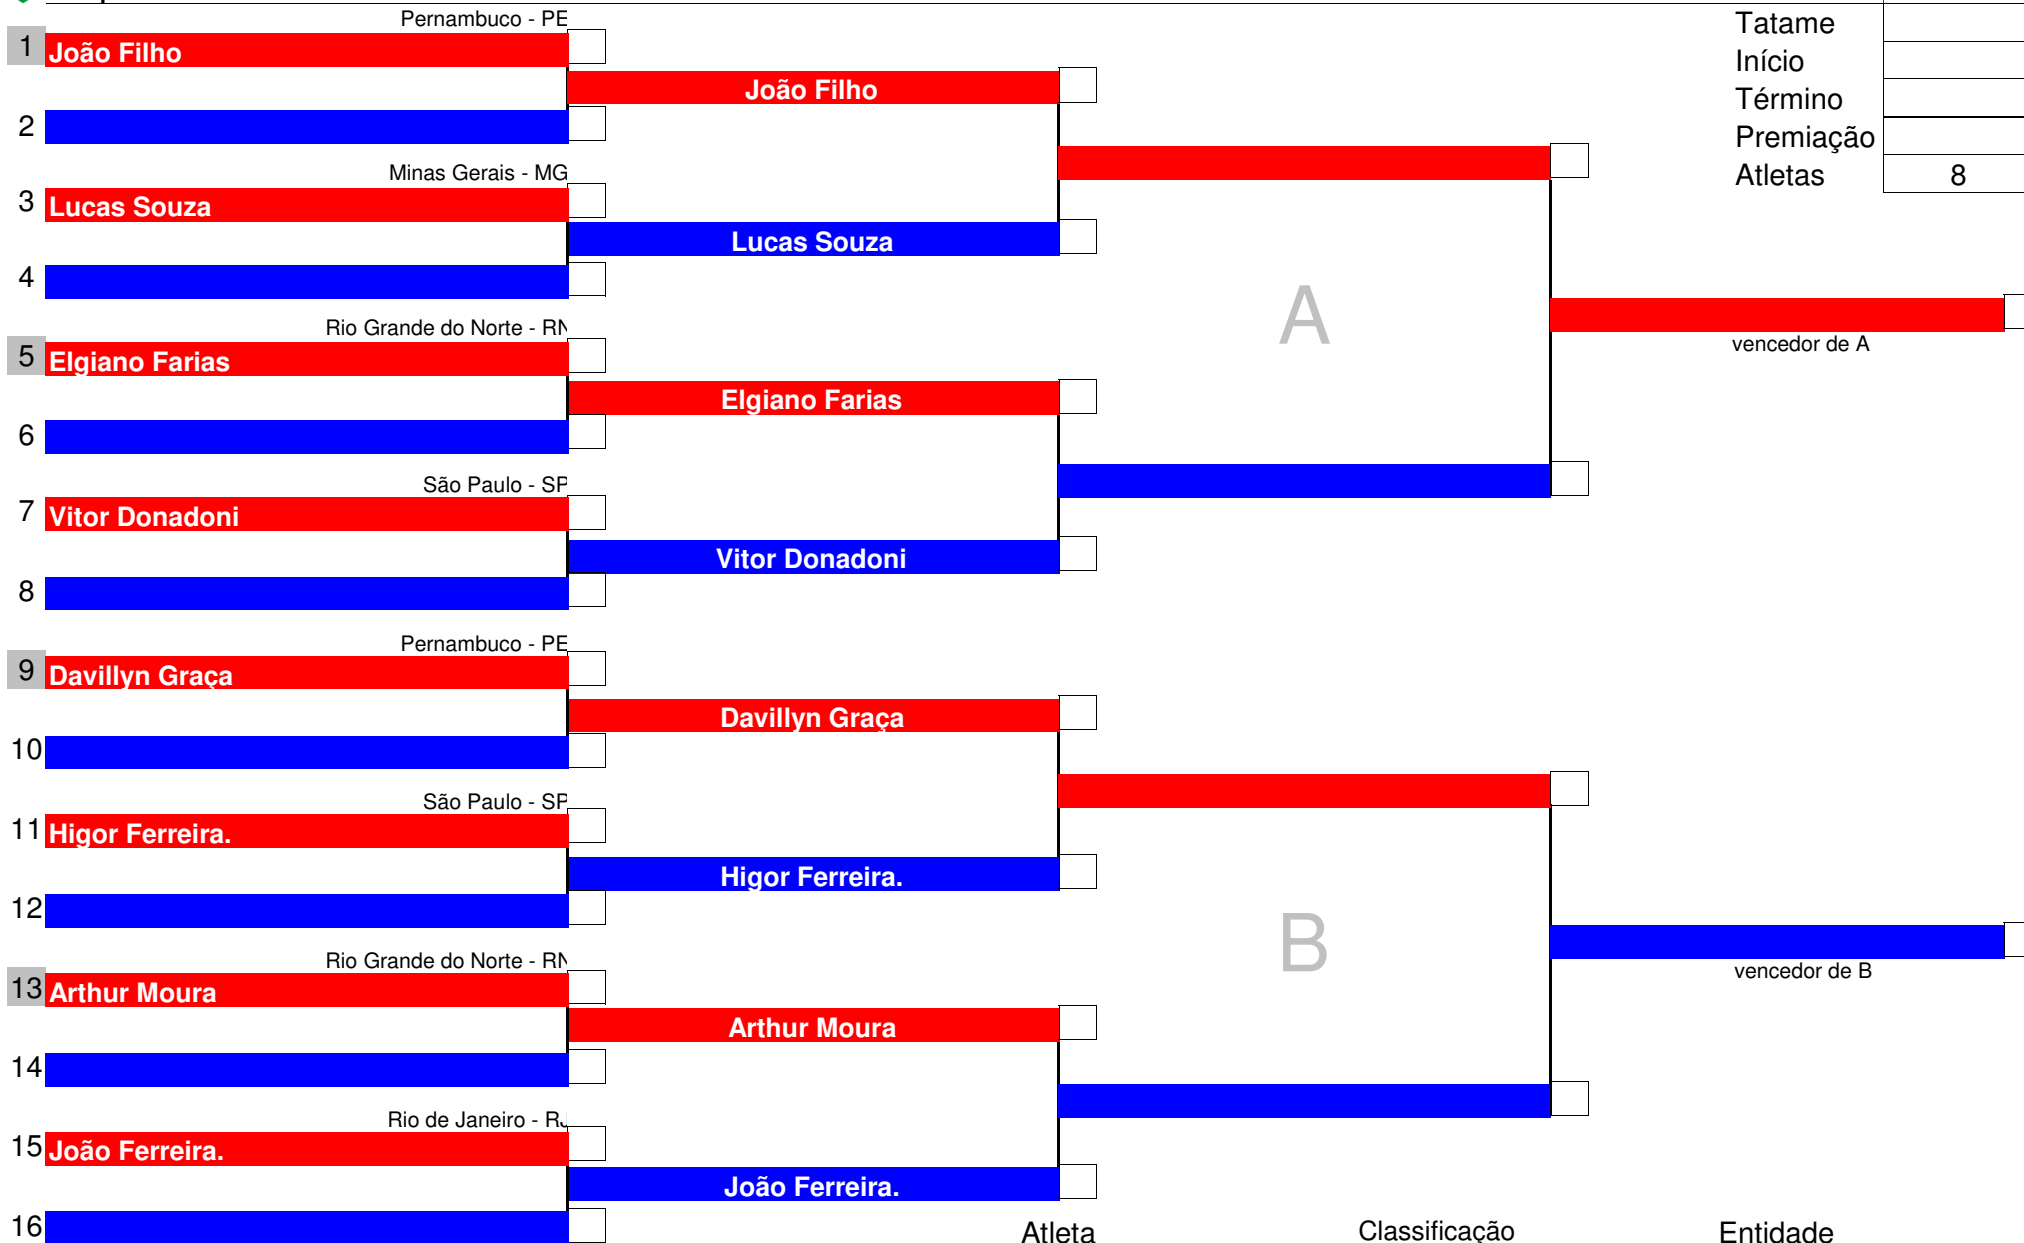 Pernambuco - PE
1 João Filho
João Filho
2
Minas Gerais - MG
3 Lucas Souza
Lucas Souza
4
Rio Grande do Norte - RN
5 Elgiano Farias
Elgiano Farias
6
São Paulo - SP
7 Vitor Donadoni
Vitor Donadoni
8
Pernambuco - PE
9 Davillyn Graça
Davillyn Graça
10
São Paulo - SP
11 Higor Ferreira.
Higor Ferreira.
12
Rio Grande do Norte - RN
13 Arthur Moura
Arthur Moura
14
Rio de Janeiro - RJ
15 João Ferreira.
João Ferreira.
16
A
B
vencedor de A
vencedor de B
Tatame
Início
Término
Premiação
Atletas 8
Atleta Classificação Entidade